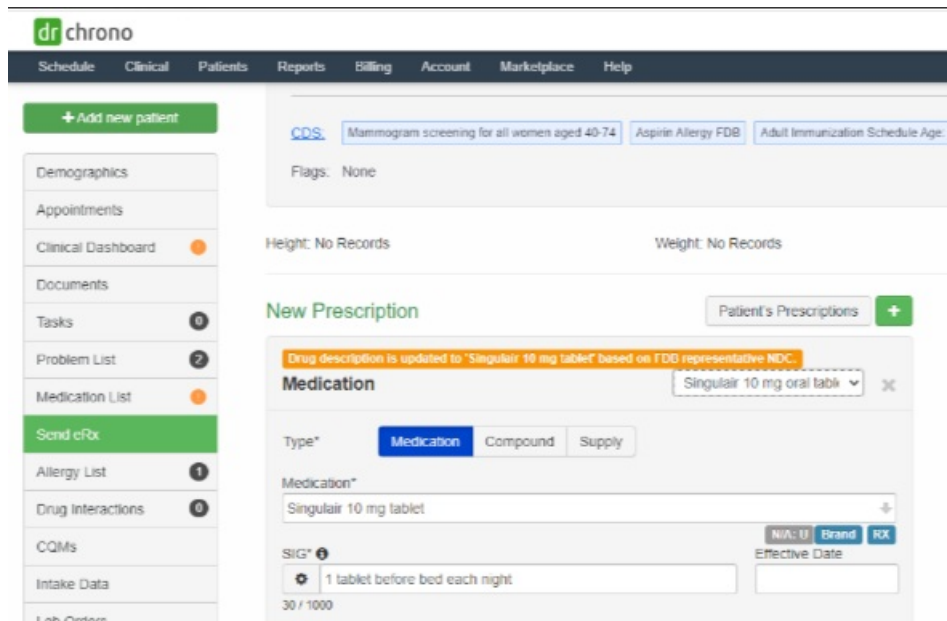 dr chrono
Schedule Clinical Patients Reports Billing Account Marketplace Help
+ Add new patient
Demographics
Appointments
Clinical Dashboard
Documents
Tasks 0
Problem List 2
Medication List
Send eRx
Allergy List 1
Drug Interactions 0
CQMs
Intake Data
Lab Orders
CDS: Mammogram screening for all women aged 40-74 Aspirin Allergy FDB Adult Immunization Schedule Age:
Flags: None
Height: No Records Weight: No Records
New Prescription Patient's Prescriptions +
Drug description is updated to 'Singulair 10 mg tablet' based on FDB representative NDC.
Medication Singulair 10 mg oral table
Type* Medication Compound Supply
Medication*
Singulair 10 mg tablet
N/A: U Brand RX
SIG* Effective Date
1 tablet before bed each night
30 / 1000